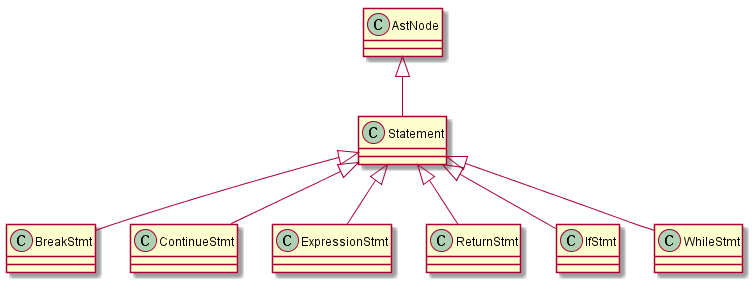 C AstNode
C Statement
C BreakStmt
C ContinueStmt
C ExpressionStmt
C ReturnStmt
C IfStmt
C WhileStmt